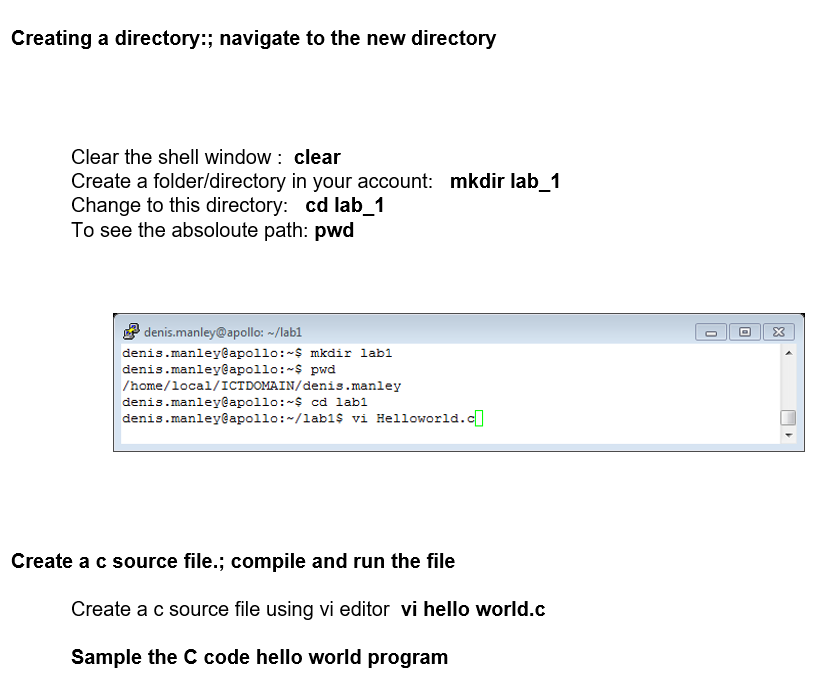 Creating a directory:; navigate to the new directory
Clear the shell window : clear
Create a folder/directory in your account: mkdir lab_1
Change to this directory: cd lab_1
To see the absoloute path: pwd
denis.manley@apollo: ~/lab1
denis.manley@apollo:~$ mkdir lab1
denis.manley@apollo:~$ pwd
/home/local/ICTDOMAIN/denis.manley
denis.manley@apollo:~$ cd lab1
denis.manley@apollo:~/lab1$ vi Helloworld.c
Create a c source file.; compile and run the file
Create a c source file using vi editor vi hello world.c
Sample the C code hello world program